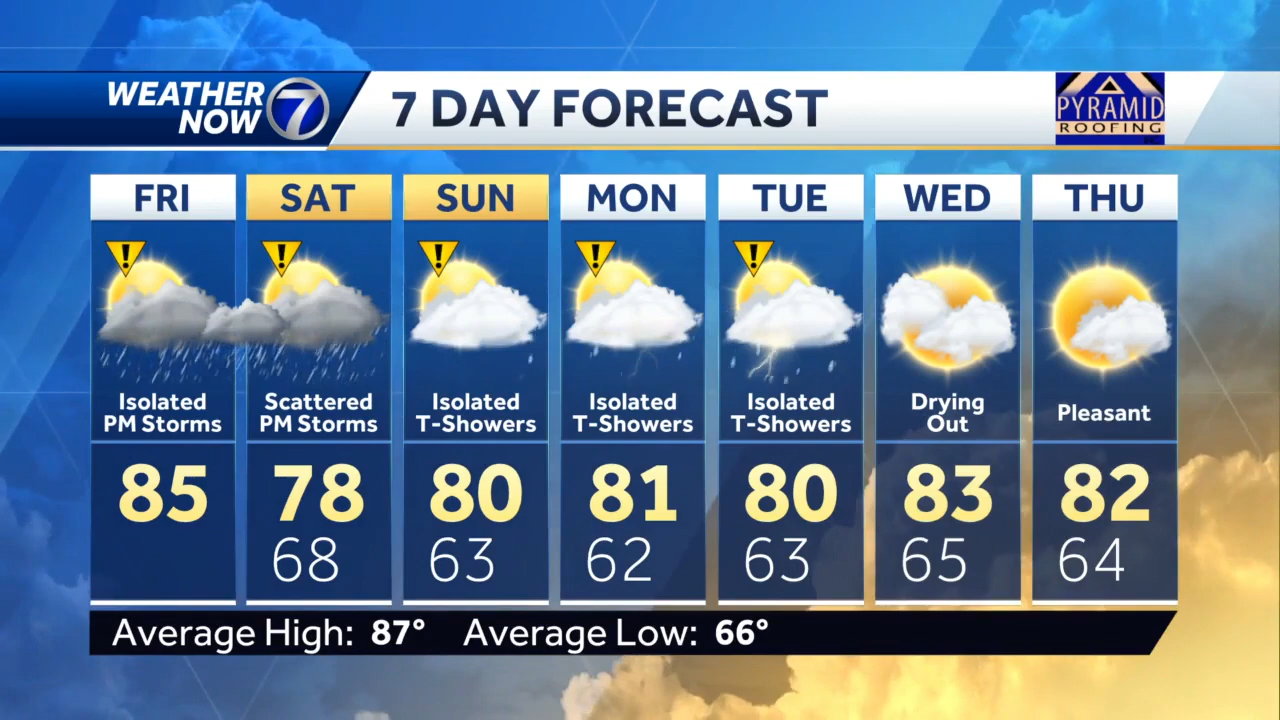 WEATHER
NOW 7
7 DAY FORECAST
PYRAMID
ROOFING
FRI SAT SUN MON TUE WED THU
! ! ! ! !
Isolated Scattered Isolated Isolated Isolated Drying Pleasant
PM Storms PM Storms T-Showers T-Showers T-Showers Out
85 78 80 81 80 83 82
68 63 62 63 65 64
Average High: 87° Average Low: 66°